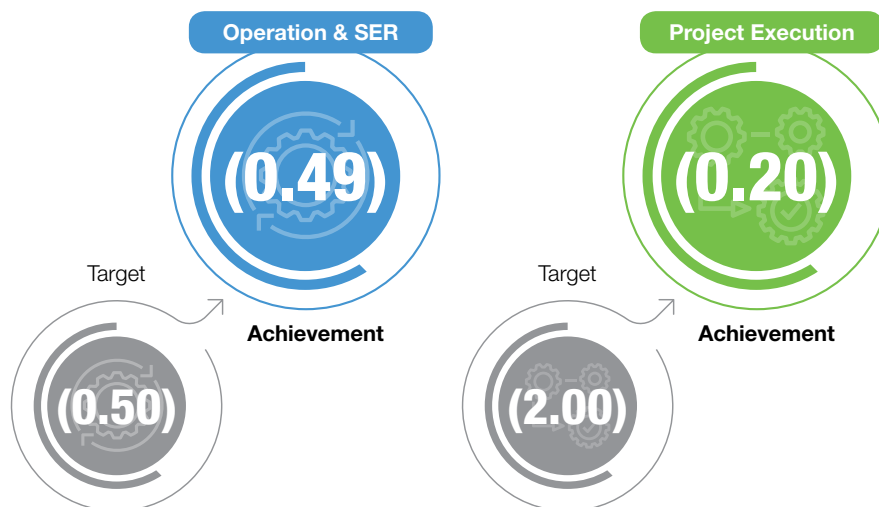 Operation & SER
(0.49)
Target
Achievement
(0.50)
Project Execution
(0.20)
Target
Achievement
(2.00)